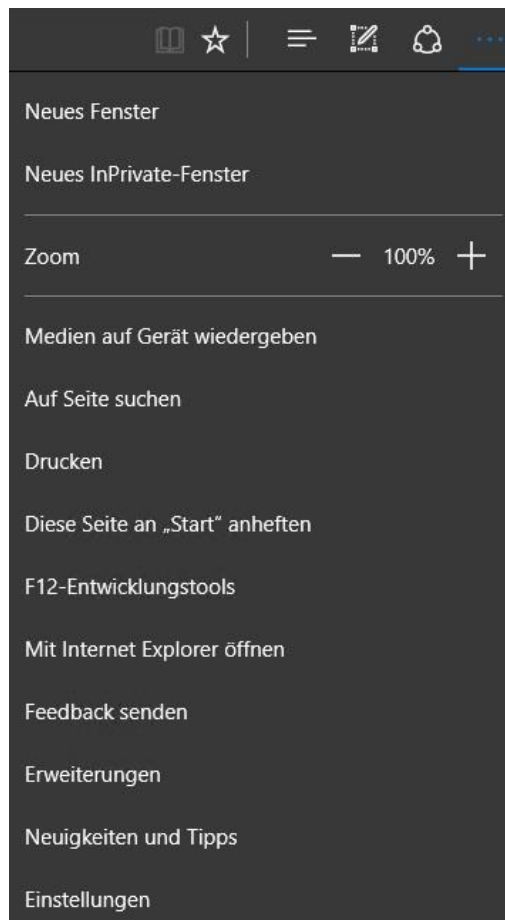 Neues Fenster
Neues InPrivate-Fenster
Zoom — 100% +
Medien auf Gerät wiedergeben
Auf Seite suchen
Drucken
Diese Seite an „Start“ anheften
F12-Entwicklungstools
Mit Internet Explorer öffnen
Feedback senden
Erweiterungen
Neuigkeiten und Tipps
Einstellungen